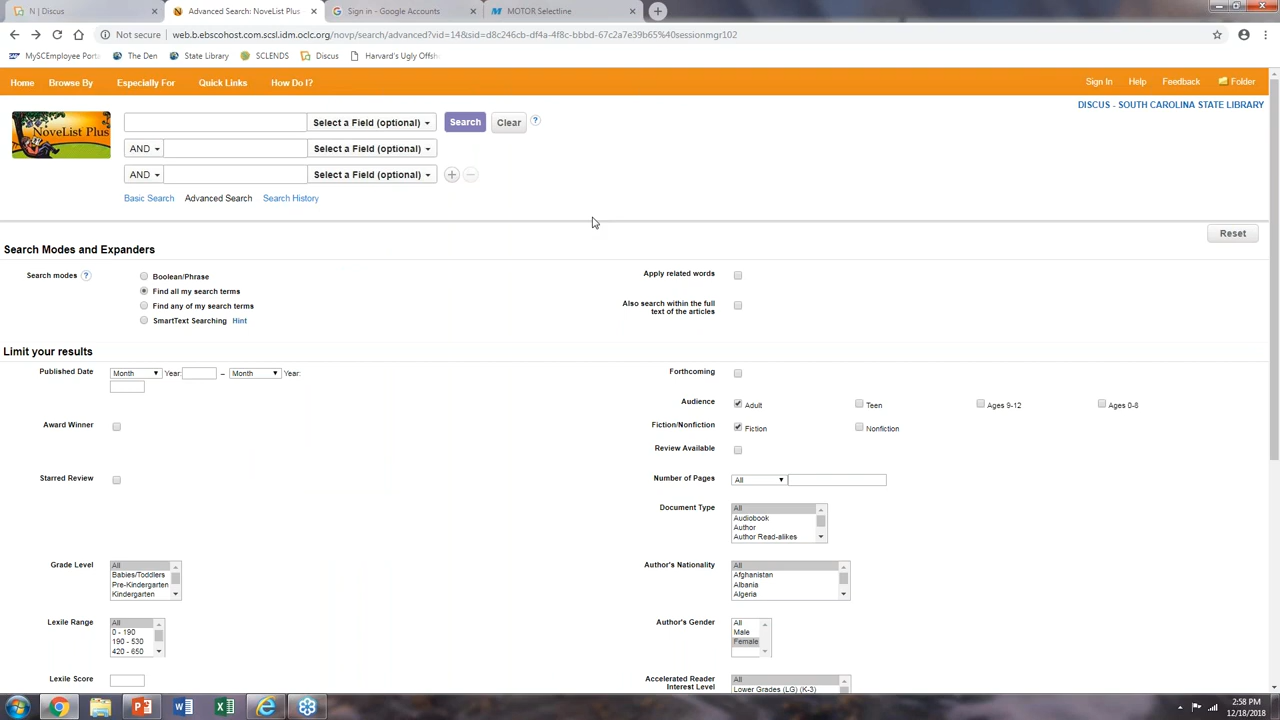 N | Discus
Advanced Search: NoveList Plus
Sign in - Google Accounts
MOTOR Selectline
Not secure web.b.ebscohost.com.scsl.idm.oclc.org/novp/search/advanced?vid=14&sid=d8c246cb-df4a-4f8c-bbbd-67c2a7e39b65%40sessionmgr102
MySCEmployee Porta The Den State Library SCLENDS Discus Harvard's Ugly Offsh
Home Browse By Especially For Quick Links How Do I? Sign In Help Feedback Folder
DISCUS - SOUTH CAROLINA STATE LIBRARY
NoveList Plus
Select a Field (optional) Search Clear ?
AND Select a Field (optional)
AND Select a Field (optional)
Basic Search Advanced Search Search History
Reset
Search Modes and Expanders
Search modes ? Boolean/Phrase
Find all my search terms
Find any of my search terms
SmartText Searching Hint
Apply related words
Also search within the full
text of the articles
Limit your results
Published Date Month Year: – Month Year:
Forthcoming
Audience Adult Teen Ages 9-12 Ages 0-8
Award Winner
Fiction/Nonfiction Fiction Nonfiction
Review Available
Starred Review
Number of Pages All
Document Type All
Audiobook
Author
Author Read-alikes
Grade Level All
Babies/Toddlers
Pre-Kindergarten
Kindergarten
Author's Nationality All
Afghanistan
Albania
Algeria
Lexile Range All
0 - 190
190 - 530
420 - 650
Author's Gender All
Male
Female
Lexile Score
Accelerated Reader
Interest Level
All
Lower Grades (LG) (K-3)
2:58 PM
12/18/2018